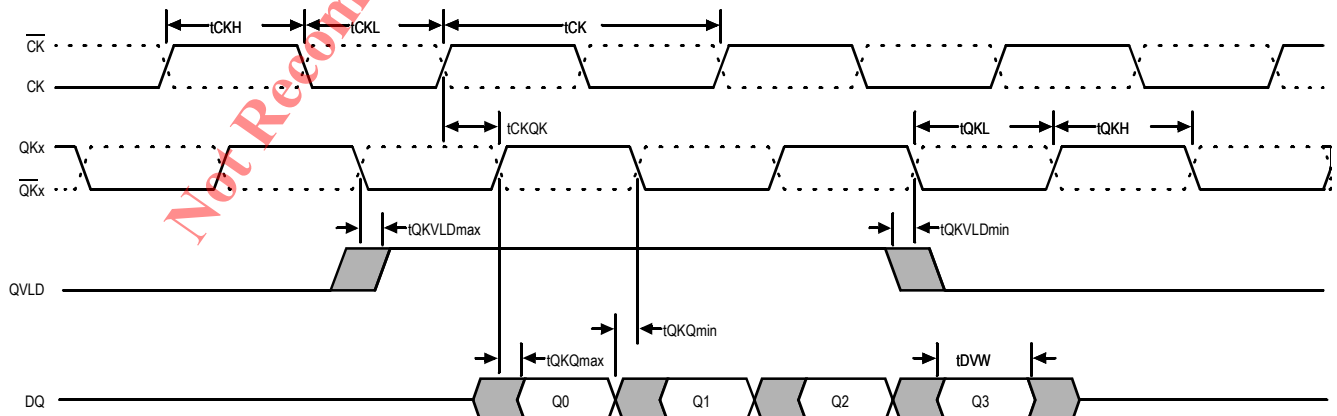 tCKH
tCKL
tCK
CK
CK
tCKQK
tQKL
tQKH
QKx
QKx
tQKVLDmax
tQKVLDmin
QVLD
tQKQmin
tQKQmax
tDVW
DQ
Q0
Q1
Q2
Q3
Not Recom